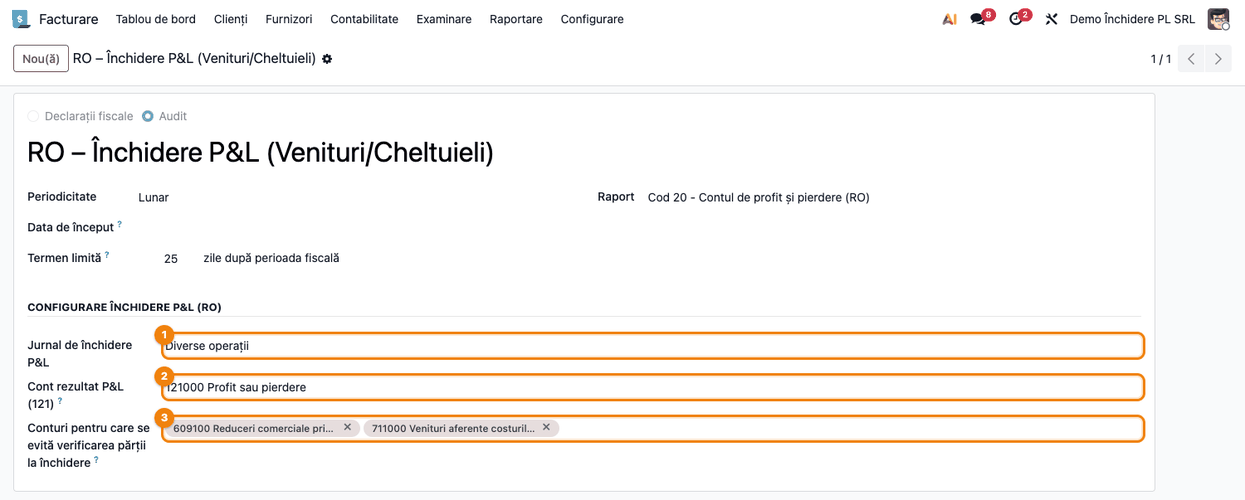 Facturare Tablou de bord Clienți Furnizori Contabilitate Examinare Raportare Configurare AI 8 2 Demo Închidere PL SRL
Nou(ă) RO – Închidere P&L (Venituri/Cheltuieli) 1 / 1
Declarații fiscale Audit
RO – Închidere P&L (Venituri/Cheltuieli)
Periodicitate Lunar Raport Cod 20 - Contul de profit și pierdere (RO)
Data de început ?
Termen limită ? 25 zile după perioada fiscală
CONFIGURARE ÎNCHIDERE P&L (RO)
1
Jurnal de închidere Diverse operații
P&L
2
Cont rezultat P&L 121000 Profit sau pierdere
(121) ?
3
Conturi pentru care se 609100 Reduceri comerciale pri... × 711000 Venituri aferente costuril... ×
evită verificarea părții
la închidere ?